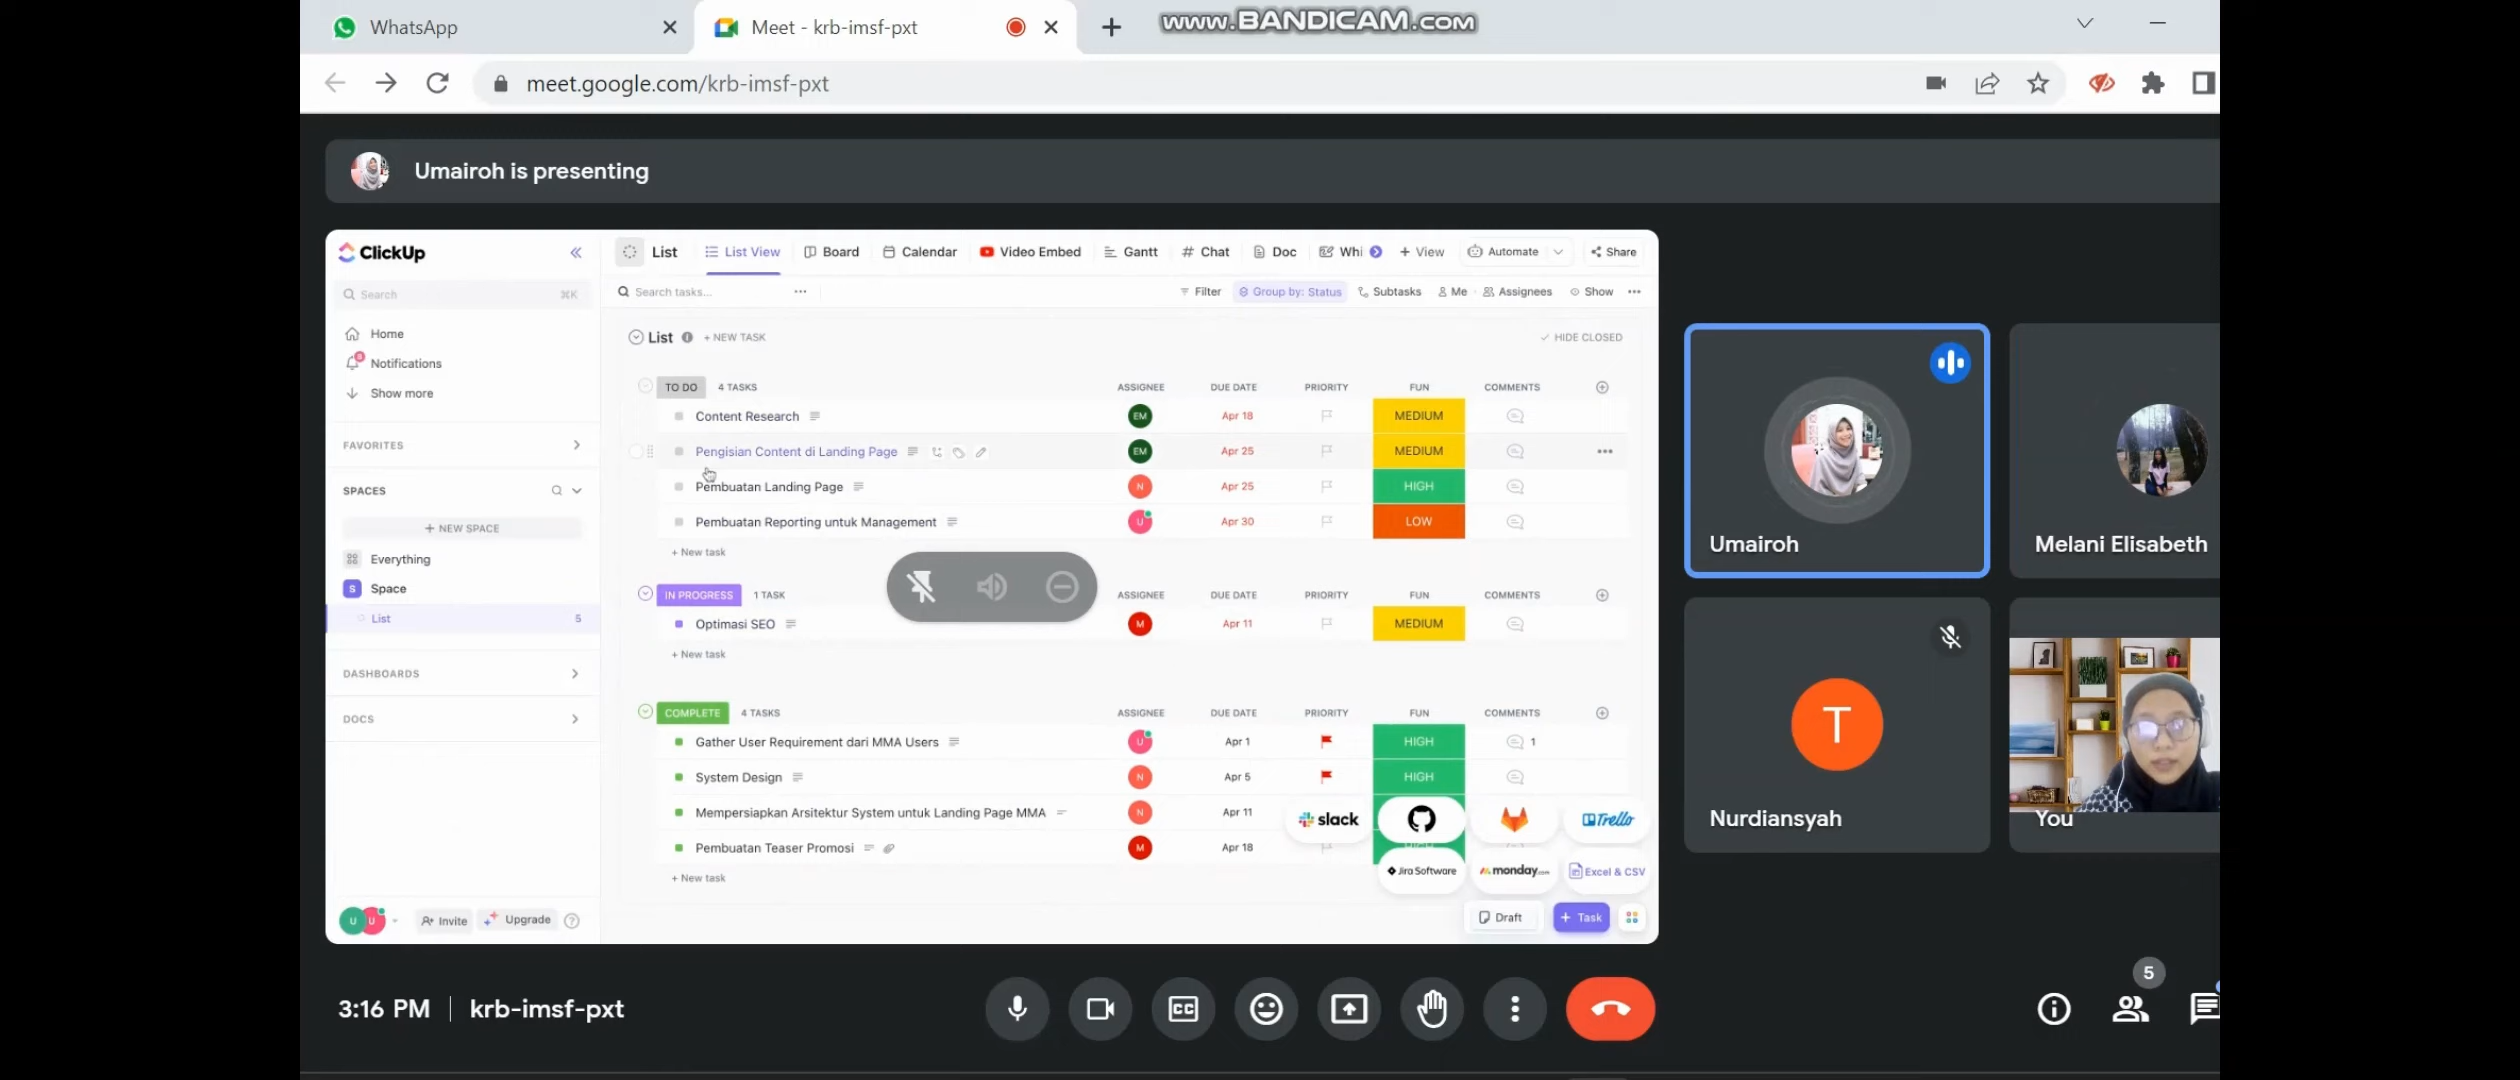 WhatsApp
Meet - krb-imsf-pxt
www.BANDICAM.com
meet.google.com/krb-imsf-pxt
Umairoh is presenting
ClickUp
List
List View
Board
Calendar
Video Embed
Gantt
# Chat
Doc
Whi
+ View
Automate
Share
Search
⌘K
Search tasks...
Filter
Group by: Status
Subtasks
Me
Assignees
Show
Home
8
Notifications
Show more
FAVORITES
SPACES
+ NEW SPACE
Everything
S Space
List 5
DASHBOARDS
DOCS
List + NEW TASK
HIDE CLOSED
TO DO 4 TASKS ASSIGNEE DUE DATE PRIORITY FUN COMMENTS
Content Research EM Apr 18 MEDIUM
Pengisian Content di Landing Page EM Apr 25 MEDIUM
Pembuatan Landing Page N Apr 25 HIGH
Pembuatan Reporting untuk Management U Apr 30 LOW
+ New task
IN PROGRESS 1 TASK ASSIGNEE DUE DATE PRIORITY FUN COMMENTS
Optimasi SEO M Apr 11 MEDIUM
+ New task
COMPLETE 4 TASKS ASSIGNEE DUE DATE PRIORITY FUN COMMENTS
Gather User Requirement dari MMA Users U Apr 1 HIGH 1
System Design N Apr 5 HIGH
Mempersiapkan Arsitektur System untuk Landing Page MMA N Apr 11
Pembuatan Teaser Promosi M Apr 18
+ New task
slack
Trello
Jira Software
monday.com
Excel & CSV
U U
Invite
Upgrade
?
Draft
+ Task
Umairoh
Melani Elisabeth
T
Nurdiansyah
You
3:16 PM
krb-imsf-pxt
CC
5